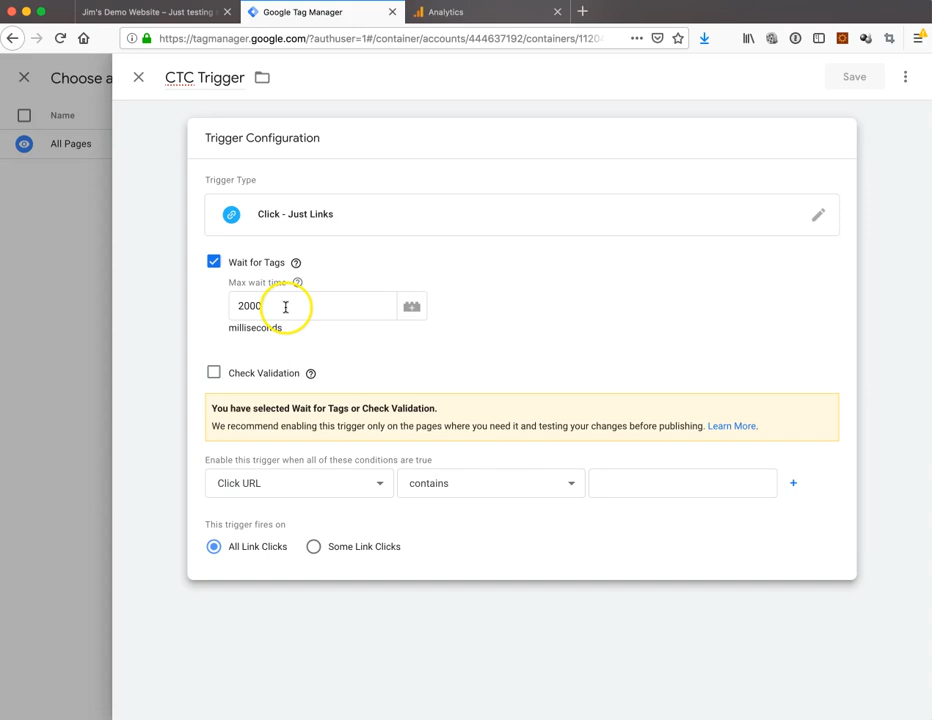 Jim's Demo Website – Just testing
Google Tag Manager
Analytics
https://tagmanager.google.com/?authuser=1#/container/accounts/444637192/containers/1120
Choose a
CTC Trigger
Save
Name
All Pages
Trigger Configuration
Trigger Type
Click - Just Links
Wait for Tags
Max wait time
2000
milliseconds
Check Validation
You have selected Wait for Tags or Check Validation.
We recommend enabling this trigger only on the pages where you need it and testing your changes before publishing. Learn More.
Enable this trigger when all of these conditions are true
Click URL
contains
This trigger fires on
All Link Clicks
Some Link Clicks